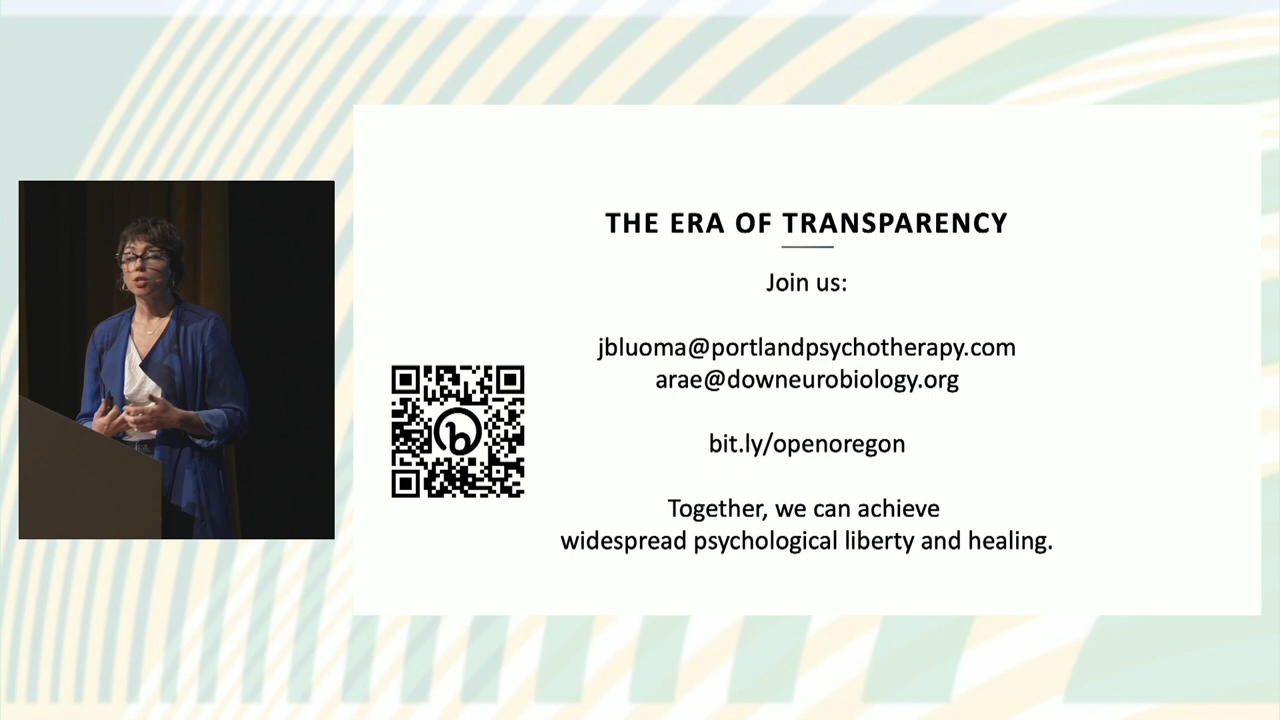 THE ERA OF TRANSPARENCY
Join us:
jbluoma@portlandpsychotherapy.com
arae@downeurobiology.org
bit.ly/openoregon
Together, we can achieve
widespread psychological liberty and healing.